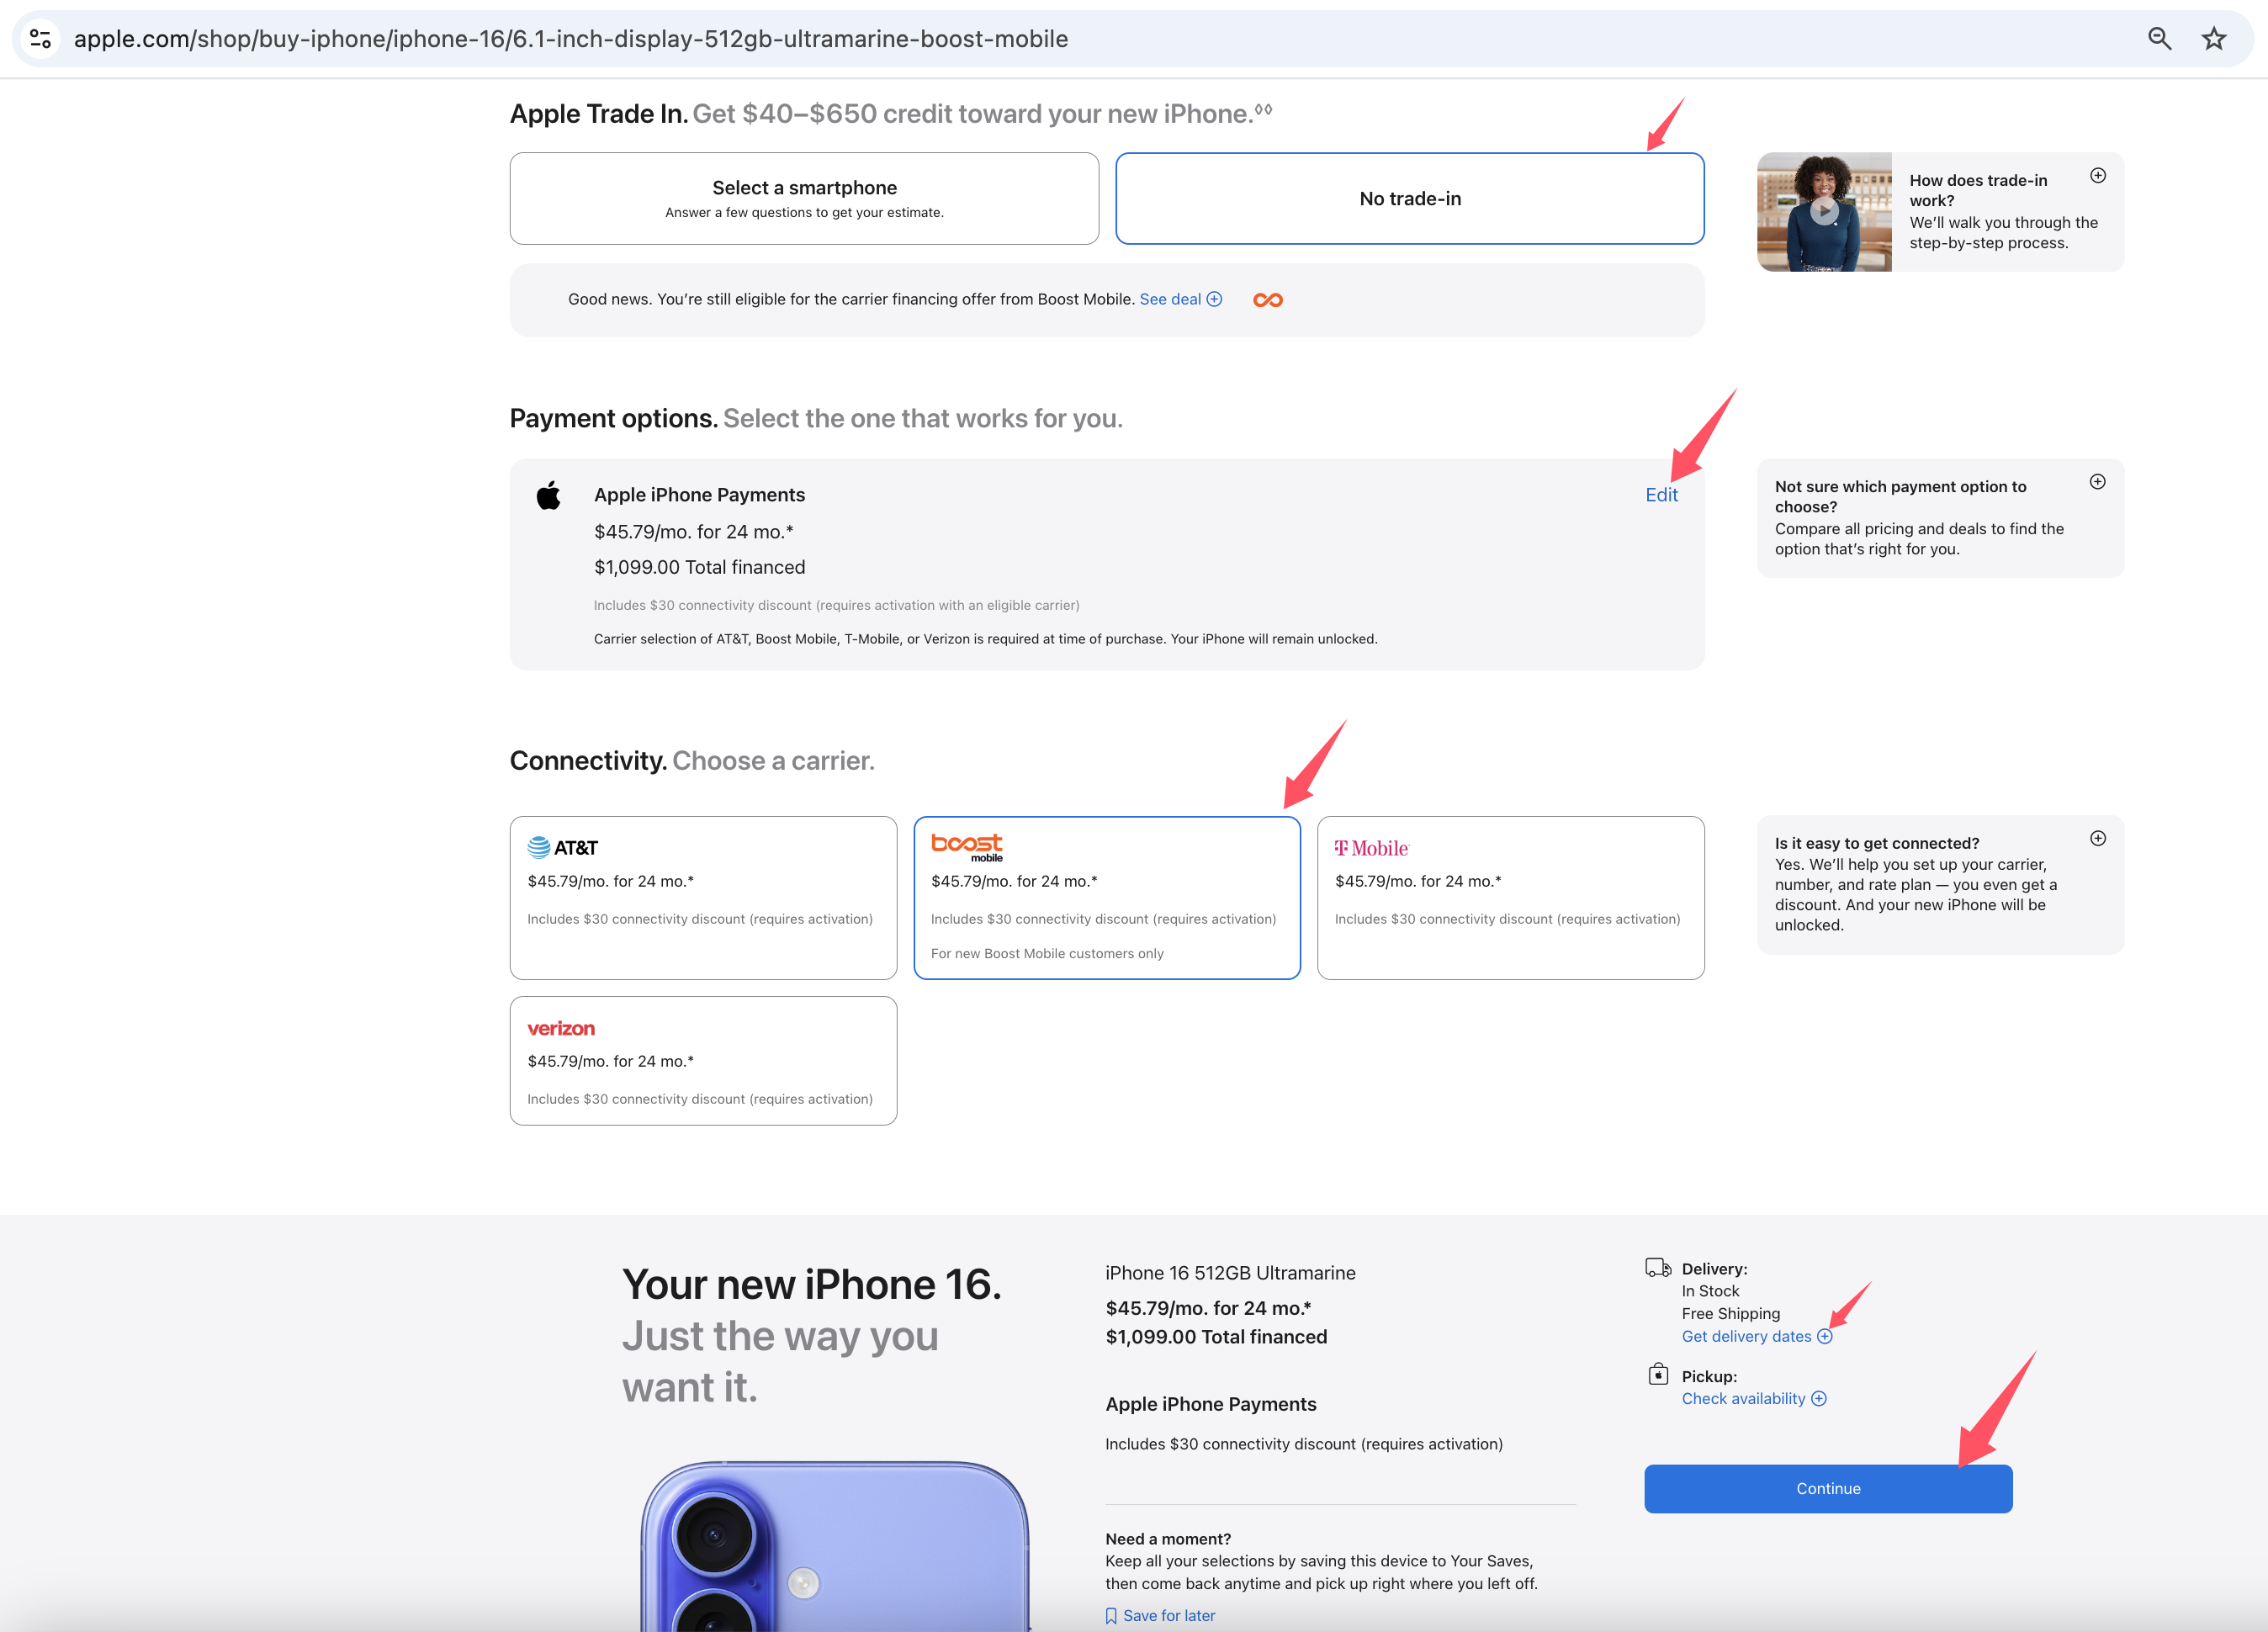 apple.com/shop/buy-iphone/iphone-16/6.1-inch-display-512gb-ultramarine-boost-mobile
Apple Trade In. Get $40–$650 credit toward your new iPhone.◊◊
Select a smartphone
Answer a few questions to get your estimate.
No trade-in
How does trade-in
work?
We’ll walk you through the
step-by-step process.
Good news. You’re still eligible for the carrier financing offer from Boost Mobile. See deal
Payment options. Select the one that works for you.
Apple iPhone Payments
Edit
$45.79/mo. for 24 mo.*
$1,099.00 Total financed
Includes $30 connectivity discount (requires activation with an eligible carrier)
Carrier selection of AT&T, Boost Mobile, T-Mobile, or Verizon is required at time of purchase. Your iPhone will remain unlocked.
Not sure which payment option to
choose?
Compare all pricing and deals to find the
option that’s right for you.
Connectivity. Choose a carrier.
AT&T
$45.79/mo. for 24 mo.*
Includes $30 connectivity discount (requires activation)
boost
mobile
$45.79/mo. for 24 mo.*
Includes $30 connectivity discount (requires activation)
For new Boost Mobile customers only
T Mobile
$45.79/mo. for 24 mo.*
Includes $30 connectivity discount (requires activation)
Is it easy to get connected?
Yes. We’ll help you set up your carrier,
number, and rate plan — you even get a
discount. And your new iPhone will be
unlocked.
verizon
$45.79/mo. for 24 mo.*
Includes $30 connectivity discount (requires activation)
Your new iPhone 16.
Just the way you
want it.
iPhone 16 512GB Ultramarine
$45.79/mo. for 24 mo.*
$1,099.00 Total financed
Apple iPhone Payments
Includes $30 connectivity discount (requires activation)
Need a moment?
Keep all your selections by saving this device to Your Saves,
then come back anytime and pick up right where you left off.
Save for later
Delivery:
In Stock
Free Shipping
Get delivery dates
Pickup:
Check availability
Continue